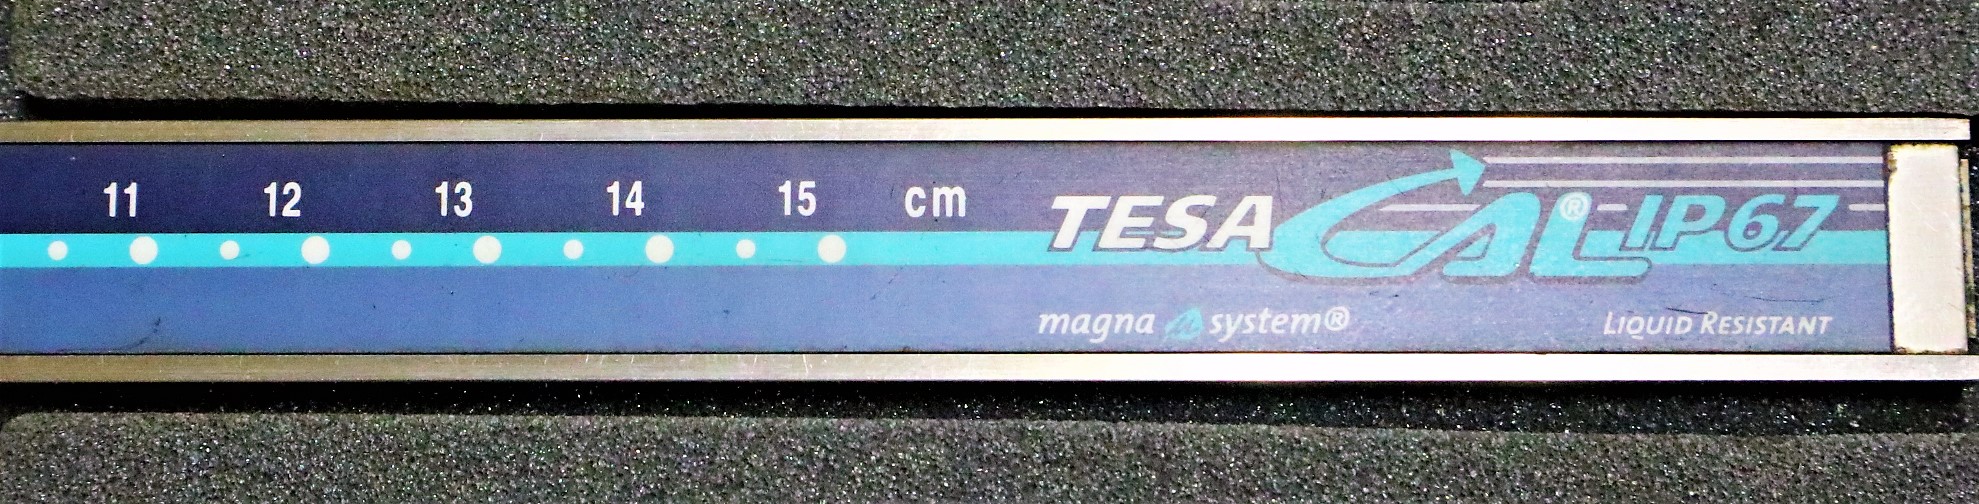 11 12 13 14 15 cm
TESA CAL® IP67
magna µ system® LIQUID RESISTANT